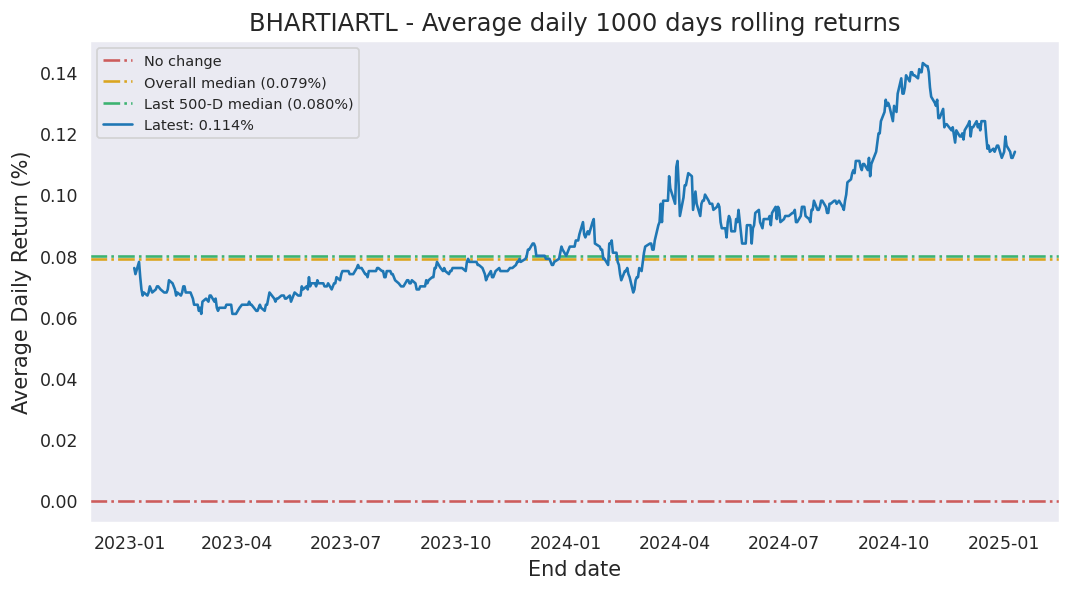 BHARTIARTL - Average daily 1000 days rolling returns
No change
Overall median (0.079%)
Last 500-D median (0.080%)
Latest: 0.114%
Average Daily Return (%)
0.14
0.12
0.10
0.08
0.06
0.04
0.02
0.00
2023-01 2023-04 2023-07 2023-10 2024-01 2024-04 2024-07 2024-10 2025-01
End date